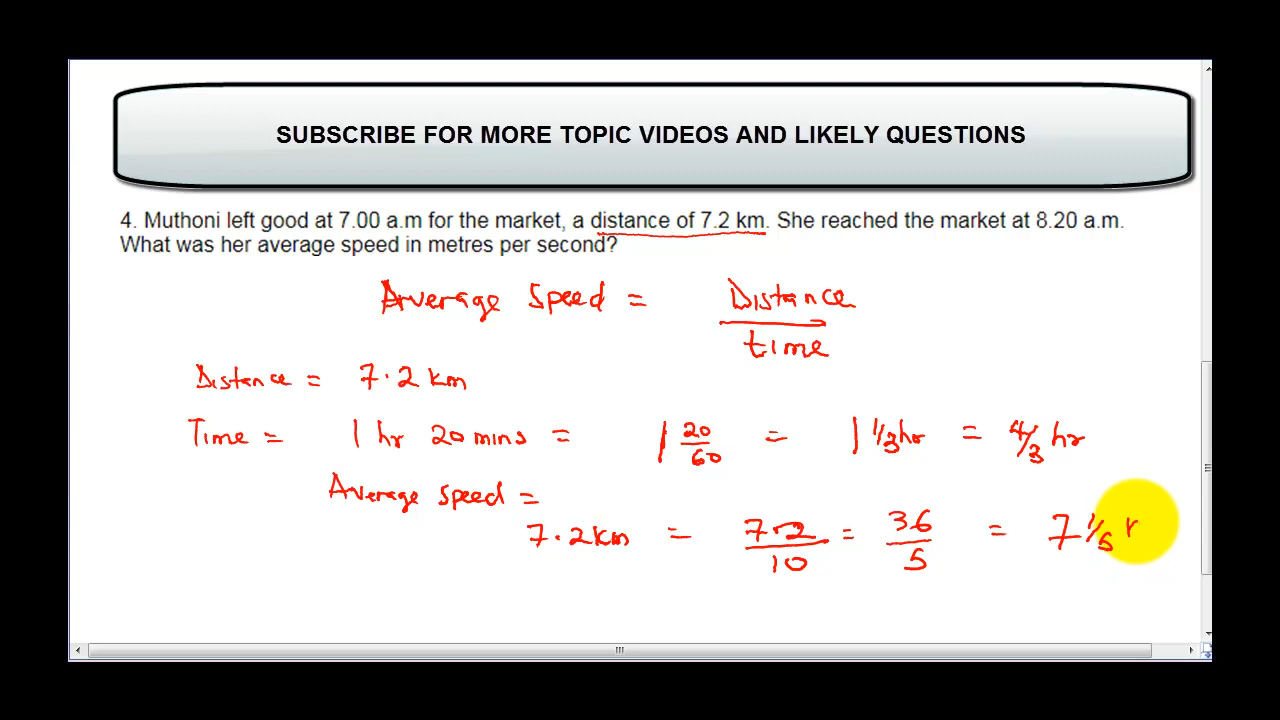 SUBSCRIBE FOR MORE TOPIC VIDEOS AND LIKELY QUESTIONS
4. Muthoni left good at 7.00 a.m for the market, a distance of 7.2 km. She reached the market at 8.20 a.m.
What was her average speed in metres per second?
Average Speed = Distance / time
Distance = 7.2 km
Time = 1 hr 20 mins = 1 20/60 = 1 1/3 hr = 4/3 hr
Average speed =
7.2km = 72/10 = 36/5 = 7 1/5